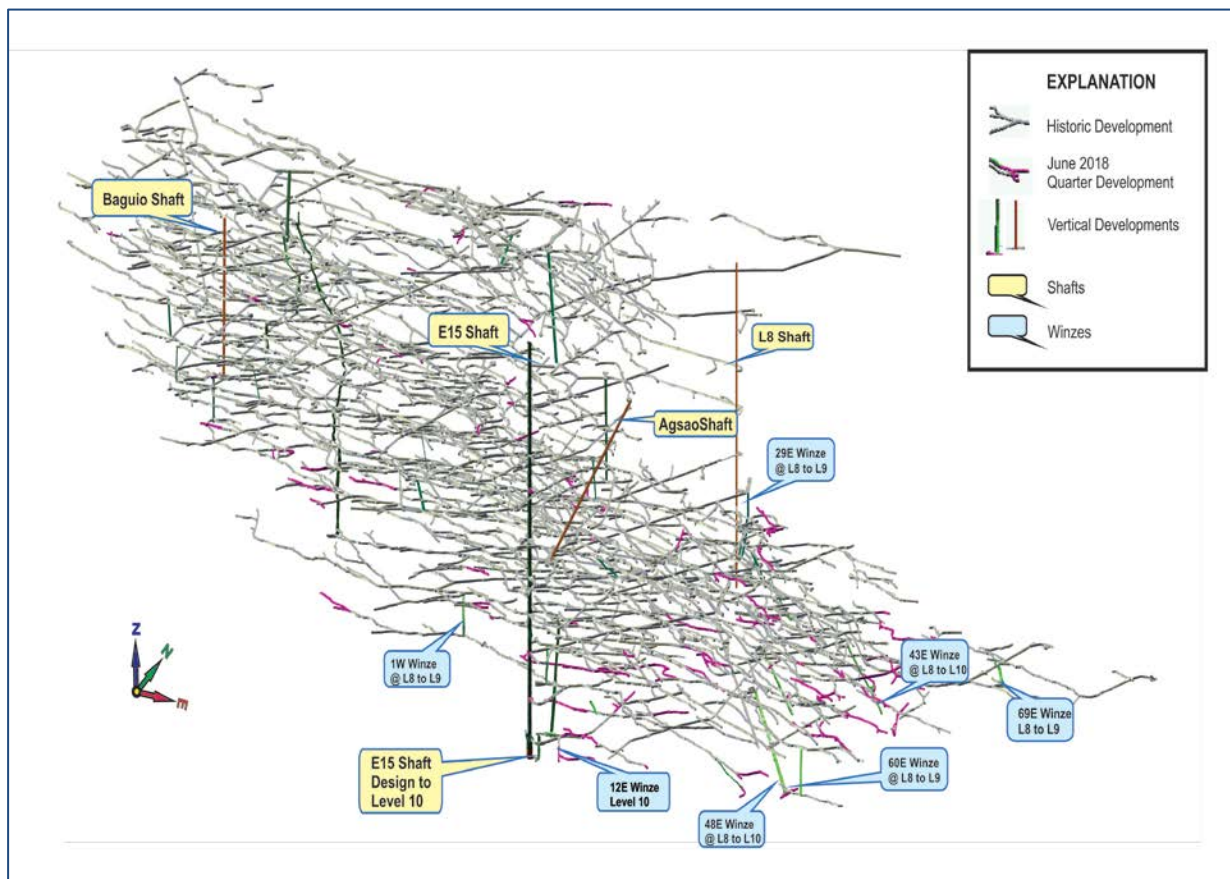 EXPLANATION
Historic Development
June 2018
Quarter Development
Vertical Developments
Shafts
Winzes
Baguio Shaft
E15 Shaft
L8 Shaft
AgsaoShaft
29E Winze
@ L8 to L9
1W Winze
@ L8 to L9
43E Winze
@ L8 to L10
69E Winze
L8 to L9
60E Winze
@ L8 to L9
E15 Shaft
Design to
Level 10
12E Winze
Level 10
48E Winze
@ L8 to L10
Z
N
E